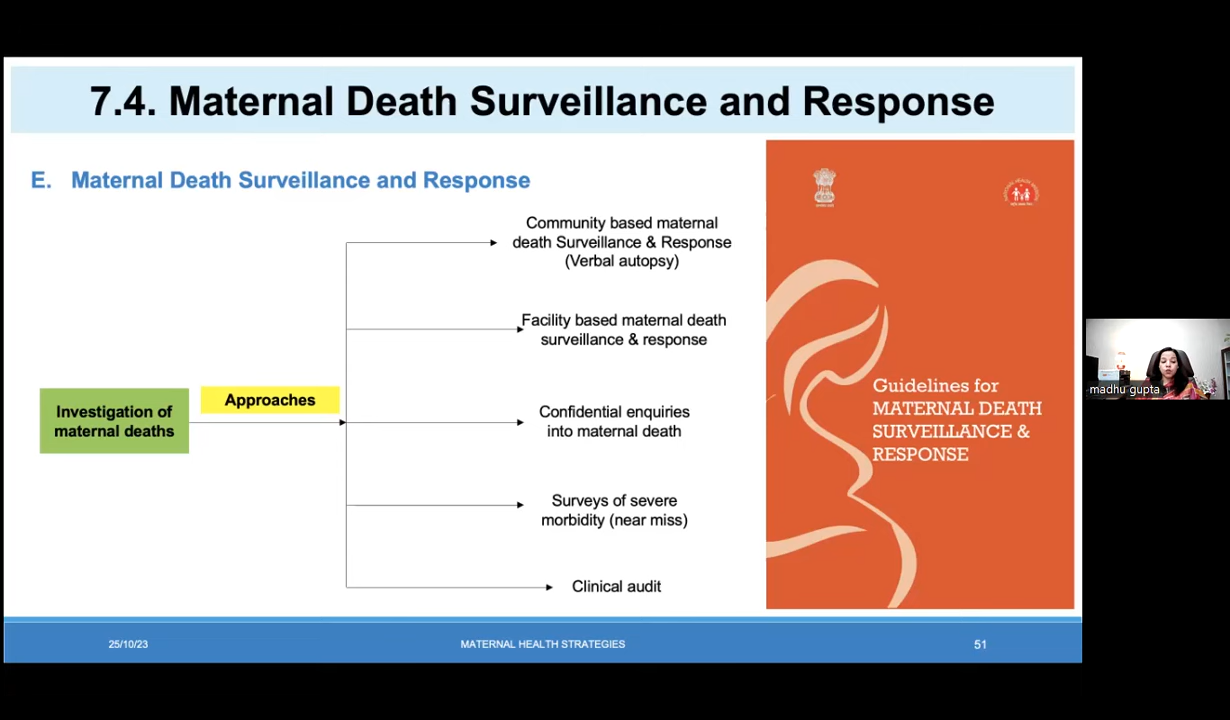 7.4. Maternal Death Surveillance and Response
E. Maternal Death Surveillance and Response
Community based maternal
death Surveillance & Response
(Verbal autopsy)
Facility based maternal death
surveillance & response
Investigation of
maternal deaths
Approaches
Confidential enquiries
into maternal death
Surveys of severe
morbidity (near miss)
Clinical audit
Guidelines for
MATERNAL DEATH
SURVEILLANCE &
RESPONSE
25/10/23
MATERNAL HEALTH STRATEGIES
51
madhu gupta